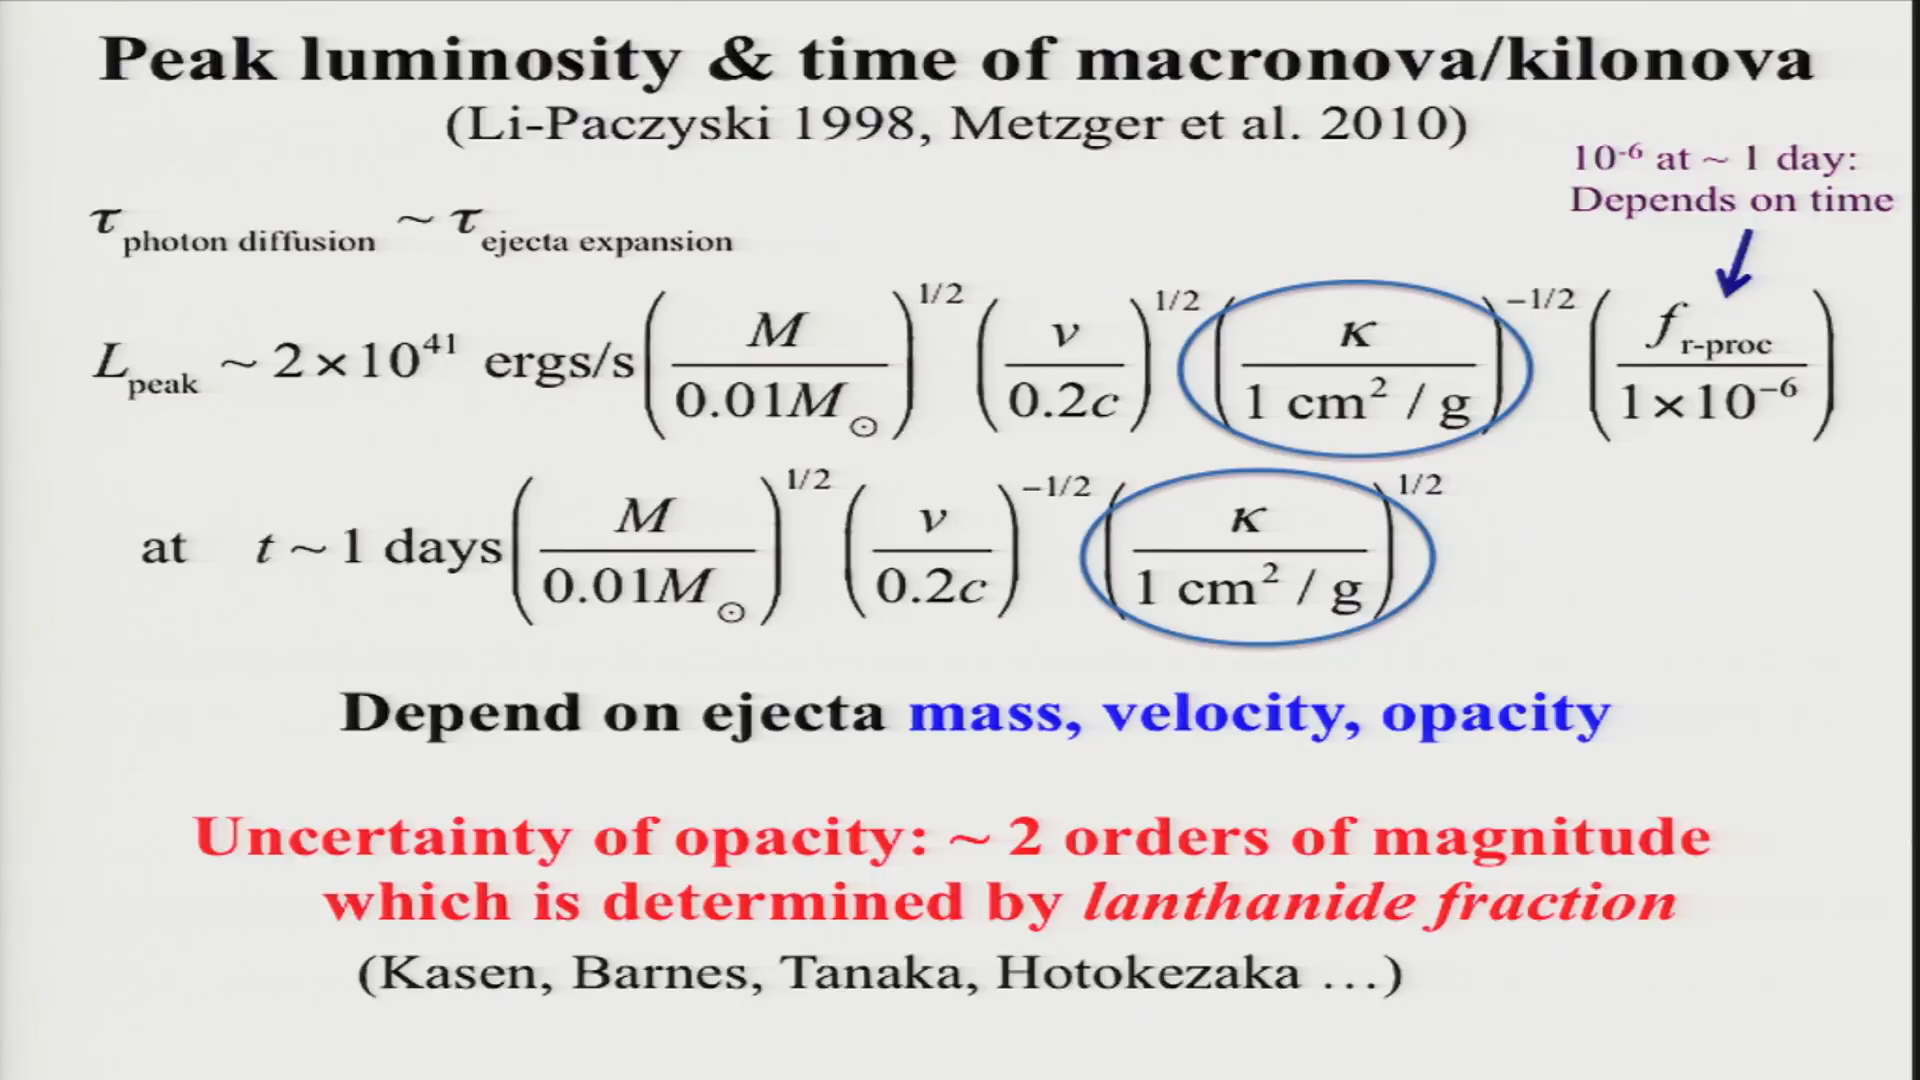 Peak luminosity & time of macronova/kilonova
(Li-Paczyski 1998, Metzger et al. 2010)
10⁻⁶ at ~ 1 day:
Depends on time
τ photon diffusion ~ τ ejecta expansion
L peak ~ 2×10⁴¹ ergs/s (M / 0.01M⊙)^1/2 (v / 0.2c)^1/2 (κ / 1 cm² / g)^−1/2 (f r-proc / 1×10⁻⁶)
at t ~ 1 days (M / 0.01M⊙)^1/2 (v / 0.2c)^−1/2 (κ / 1 cm² / g)^1/2
Depend on ejecta mass, velocity, opacity
Uncertainty of opacity: ~ 2 orders of magnitude
which is determined by lanthanide fraction
(Kasen, Barnes, Tanaka, Hotokezaka …)